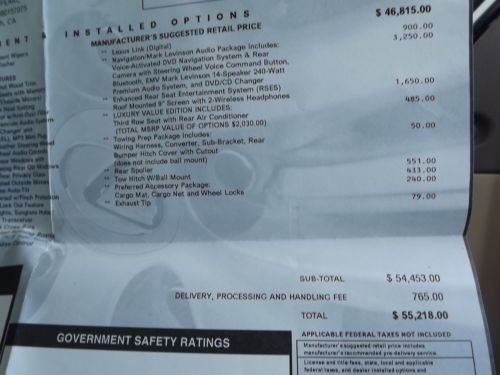 INSTALLED OPTIONS
MANUFACTURER'S SUGGESTED RETAIL PRICE $ 46,815.00
** Lexus Link (Digital) 900.00
** Navigation/Mark Levinson Audio Package Includes: 3,250.00
Voice-Activated DVD Navigation System & Rear
Camera with Steering Wheel Voice Command Button,
Bluetooth, EMV Mark Levinson 14-Speaker 240-Watt
Premium Audio System, and DVD/CD Changer
** Enhanced Rear Seat Entertainment System (RSES) 1,650.00
Roof Mounted 9" Screen with 2-Wireless Headphones
** LUXURY VALUE EDITION INCLUDES: 485.00
Third Row Seat with Rear Air Conditioner
(TOTAL MBRP VALUE OF OPTIONS $2,030.00)
** Towing Prep Package Includes: 50.00
Wiring Harness, Converter, Sub-Bracket, Rear
Bumper Hitch Cover with Cutout
(does not include ball mount)
** Rear Spoiler 551.00
** Tow Hitch W/Ball Mount 433.00
** Preferred Accessory Package: 240.00
Cargo Mat, Cargo Net and Wheel Locks
** Exhaust Tip 79.00
SUB-TOTAL $ 54,453.00
DELIVERY, PROCESSING AND HANDLING FEE 765.00
TOTAL $ 55,218.00
GOVERNMENT SAFETY RATINGS
APPLICABLE FEDERAL TAXES NOT INCLUDED
Manufacturer's suggested retail price includes
manufacturer's recommended pre-delivery service.
License and title fees, state, local and applicable
federal taxes, and dealer installed options and